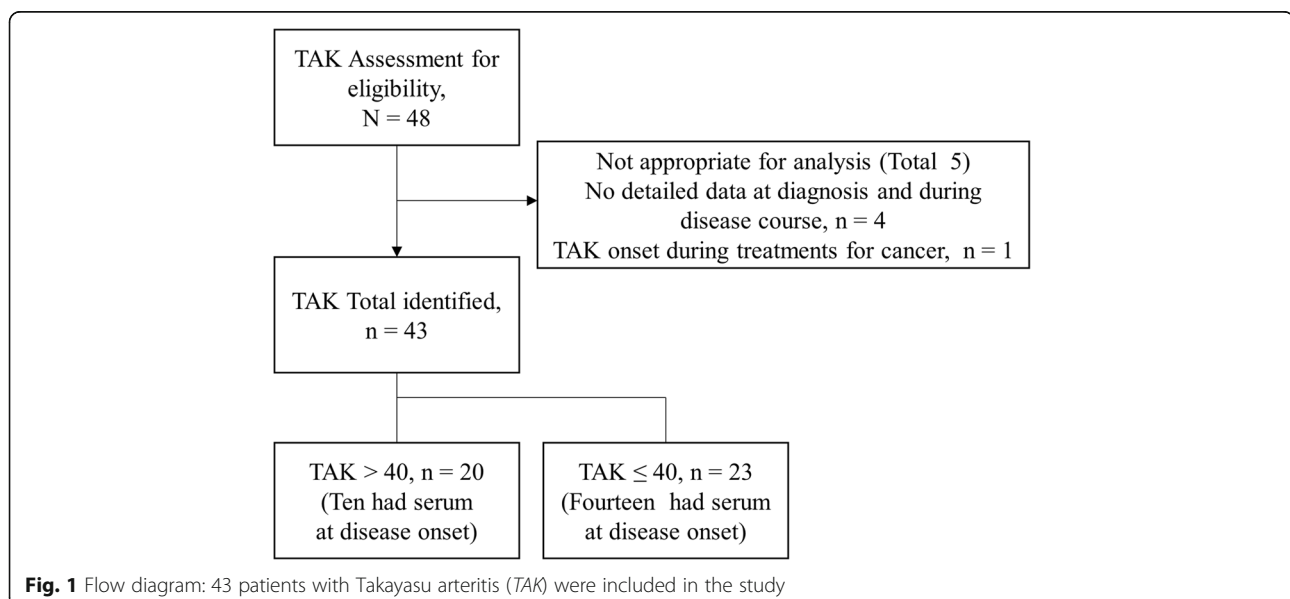 TAK Assessment for
eligibility,
N = 48
Not appropriate for analysis (Total 5)
No detailed data at diagnosis and during
disease course, n = 4
TAK onset during treatments for cancer, n = 1
TAK Total identified,
n = 43
TAK > 40, n = 20
(Ten had serum
at disease onset)
TAK ≤ 40, n = 23
(Fourteen had serum
at disease onset)
Fig. 1 Flow diagram: 43 patients with Takayasu arteritis (TAK) were included in the study